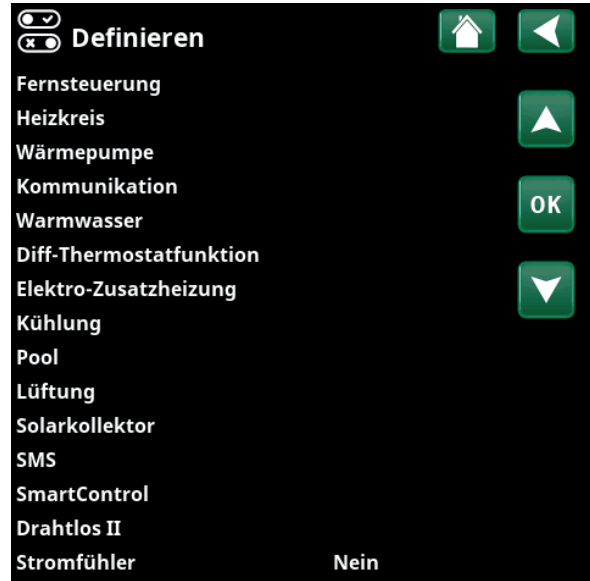 Definieren
Fernsteuerung
Heizkreis
Wärmepumpe
Kommunikation
OK
Warmwasser
Diff-Thermostatfunktion
Elektro-Zusatzheizung
Kühlung
Pool
Lüftung
Solarkollektor
SMS
SmartControl
Drahtlos II
Stromfühler Nein